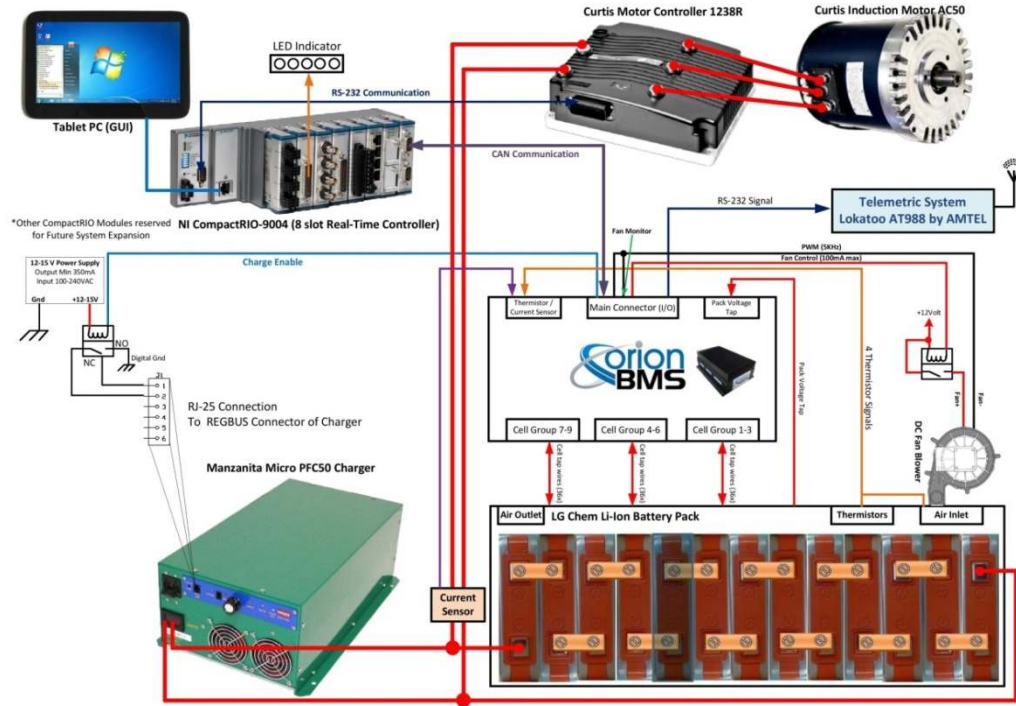 Curtis Motor Controller 1238R
Curtis Induction Motor AC50
LED Indicator
RS-232 Communication
Tablet PC (GUI)
CAN Communication
NI CompactRIO-9004 (8 slot Real-Time Controller)
*Other CompactRIO Modules reserved
for Future System Expansion
RS-232 Signal
Telemetric System
Lokatoo AT988 by AMTEL
Fan Monitor
PWM (5KHz)
Fan Control (100mA max)
12-15 V Power Supply
Output Min 350mA
Input 100-240VAC
Gnd
+12-15V
Charge Enable
Thermistor /
Current Sensor
Main Connector (I/O)
Pack Voltage
Tap
+12Volt
NO
NC
Digital Gnd
orion
BMS
Pack Voltage Tap
4 Thermistor Signals
Fan+
Fan-
J1
1
2
3
4
5
6
RJ-25 Connection
To REGBUS Connector of Charger
Cell Group 7-9
Cell Group 4-6
Cell Group 1-3
DC Fan Blower
Cell tap wires (36x)
Cell tap wires (36x)
Cell tap wires (36x)
Manzanita Micro PFC50 Charger
Air Outlet
LG Chem Li-Ion Battery Pack
Thermistors
Air Inlet
Current
Sensor